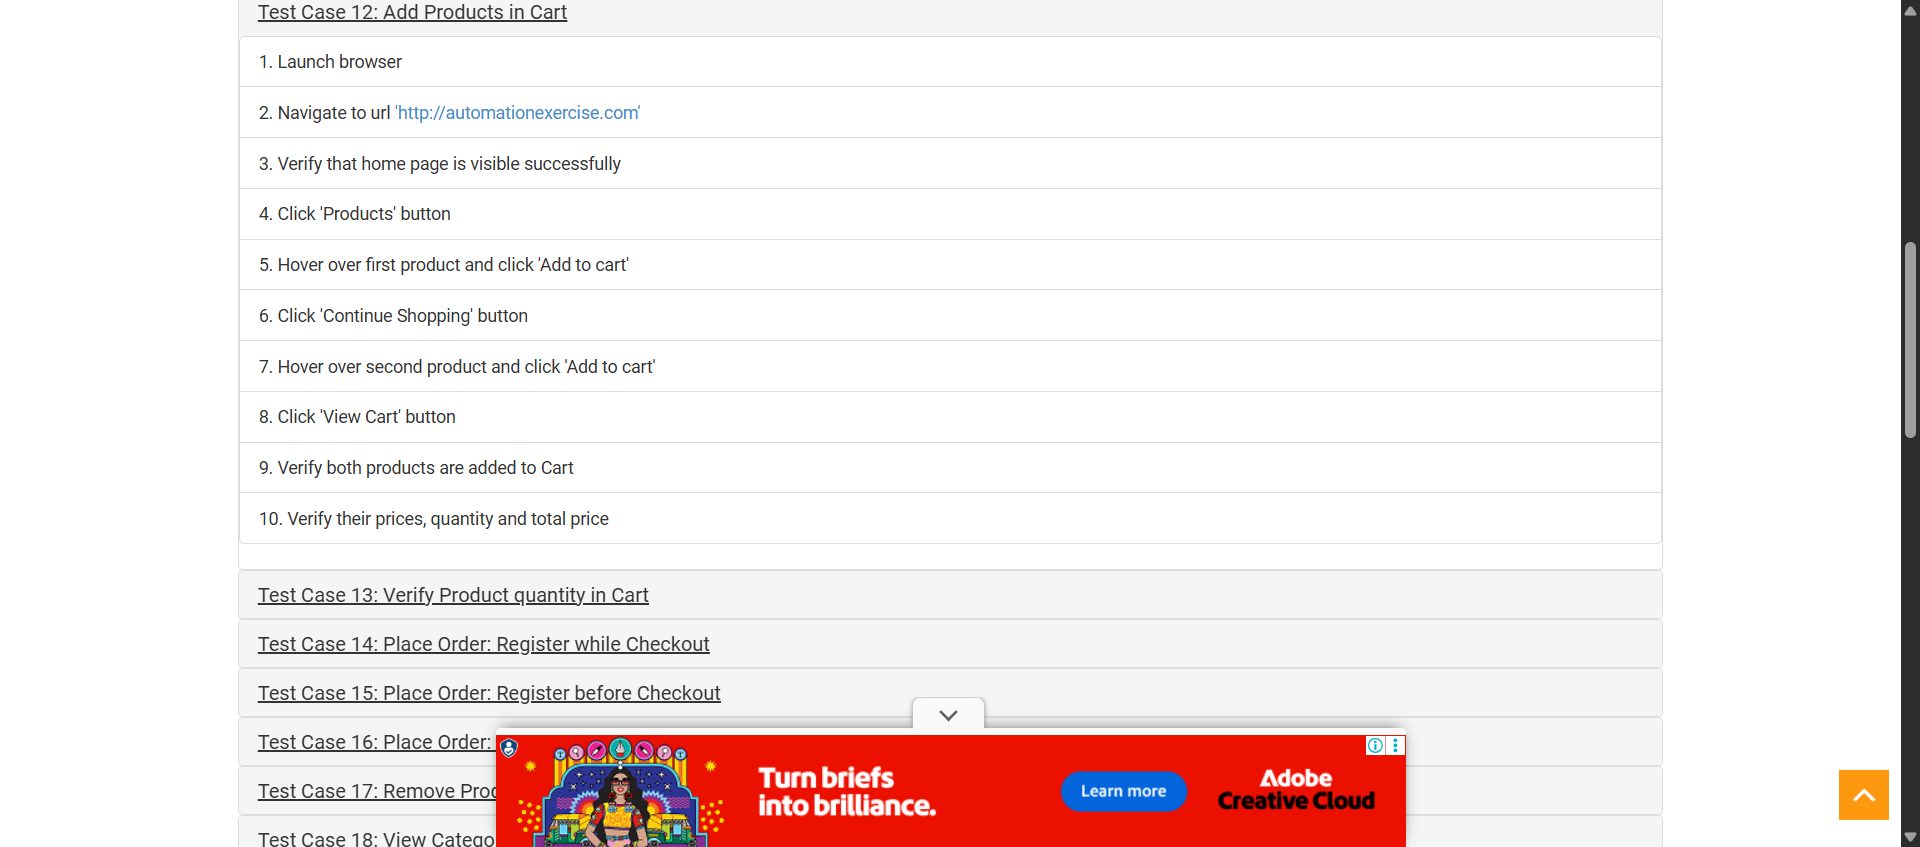 Test Case 12: Add Products in Cart
1. Launch browser
2. Navigate to url 'http://automationexercise.com'
3. Verify that home page is visible successfully
4. Click 'Products' button
5. Hover over first product and click 'Add to cart'
6. Click 'Continue Shopping' button
7. Hover over second product and click 'Add to cart'
8. Click 'View Cart' button
9. Verify both products are added to Cart
10. Verify their prices, quantity and total price
Test Case 13: Verify Product quantity in Cart
Test Case 14: Place Order: Register while Checkout
Test Case 15: Place Order: Register before Checkout
Test Case 16: Place Order:
Test Case 17: Remove
Test Case 18: View
Turn briefs
into brilliance.
Learn more
Adobe
Creative Cloud